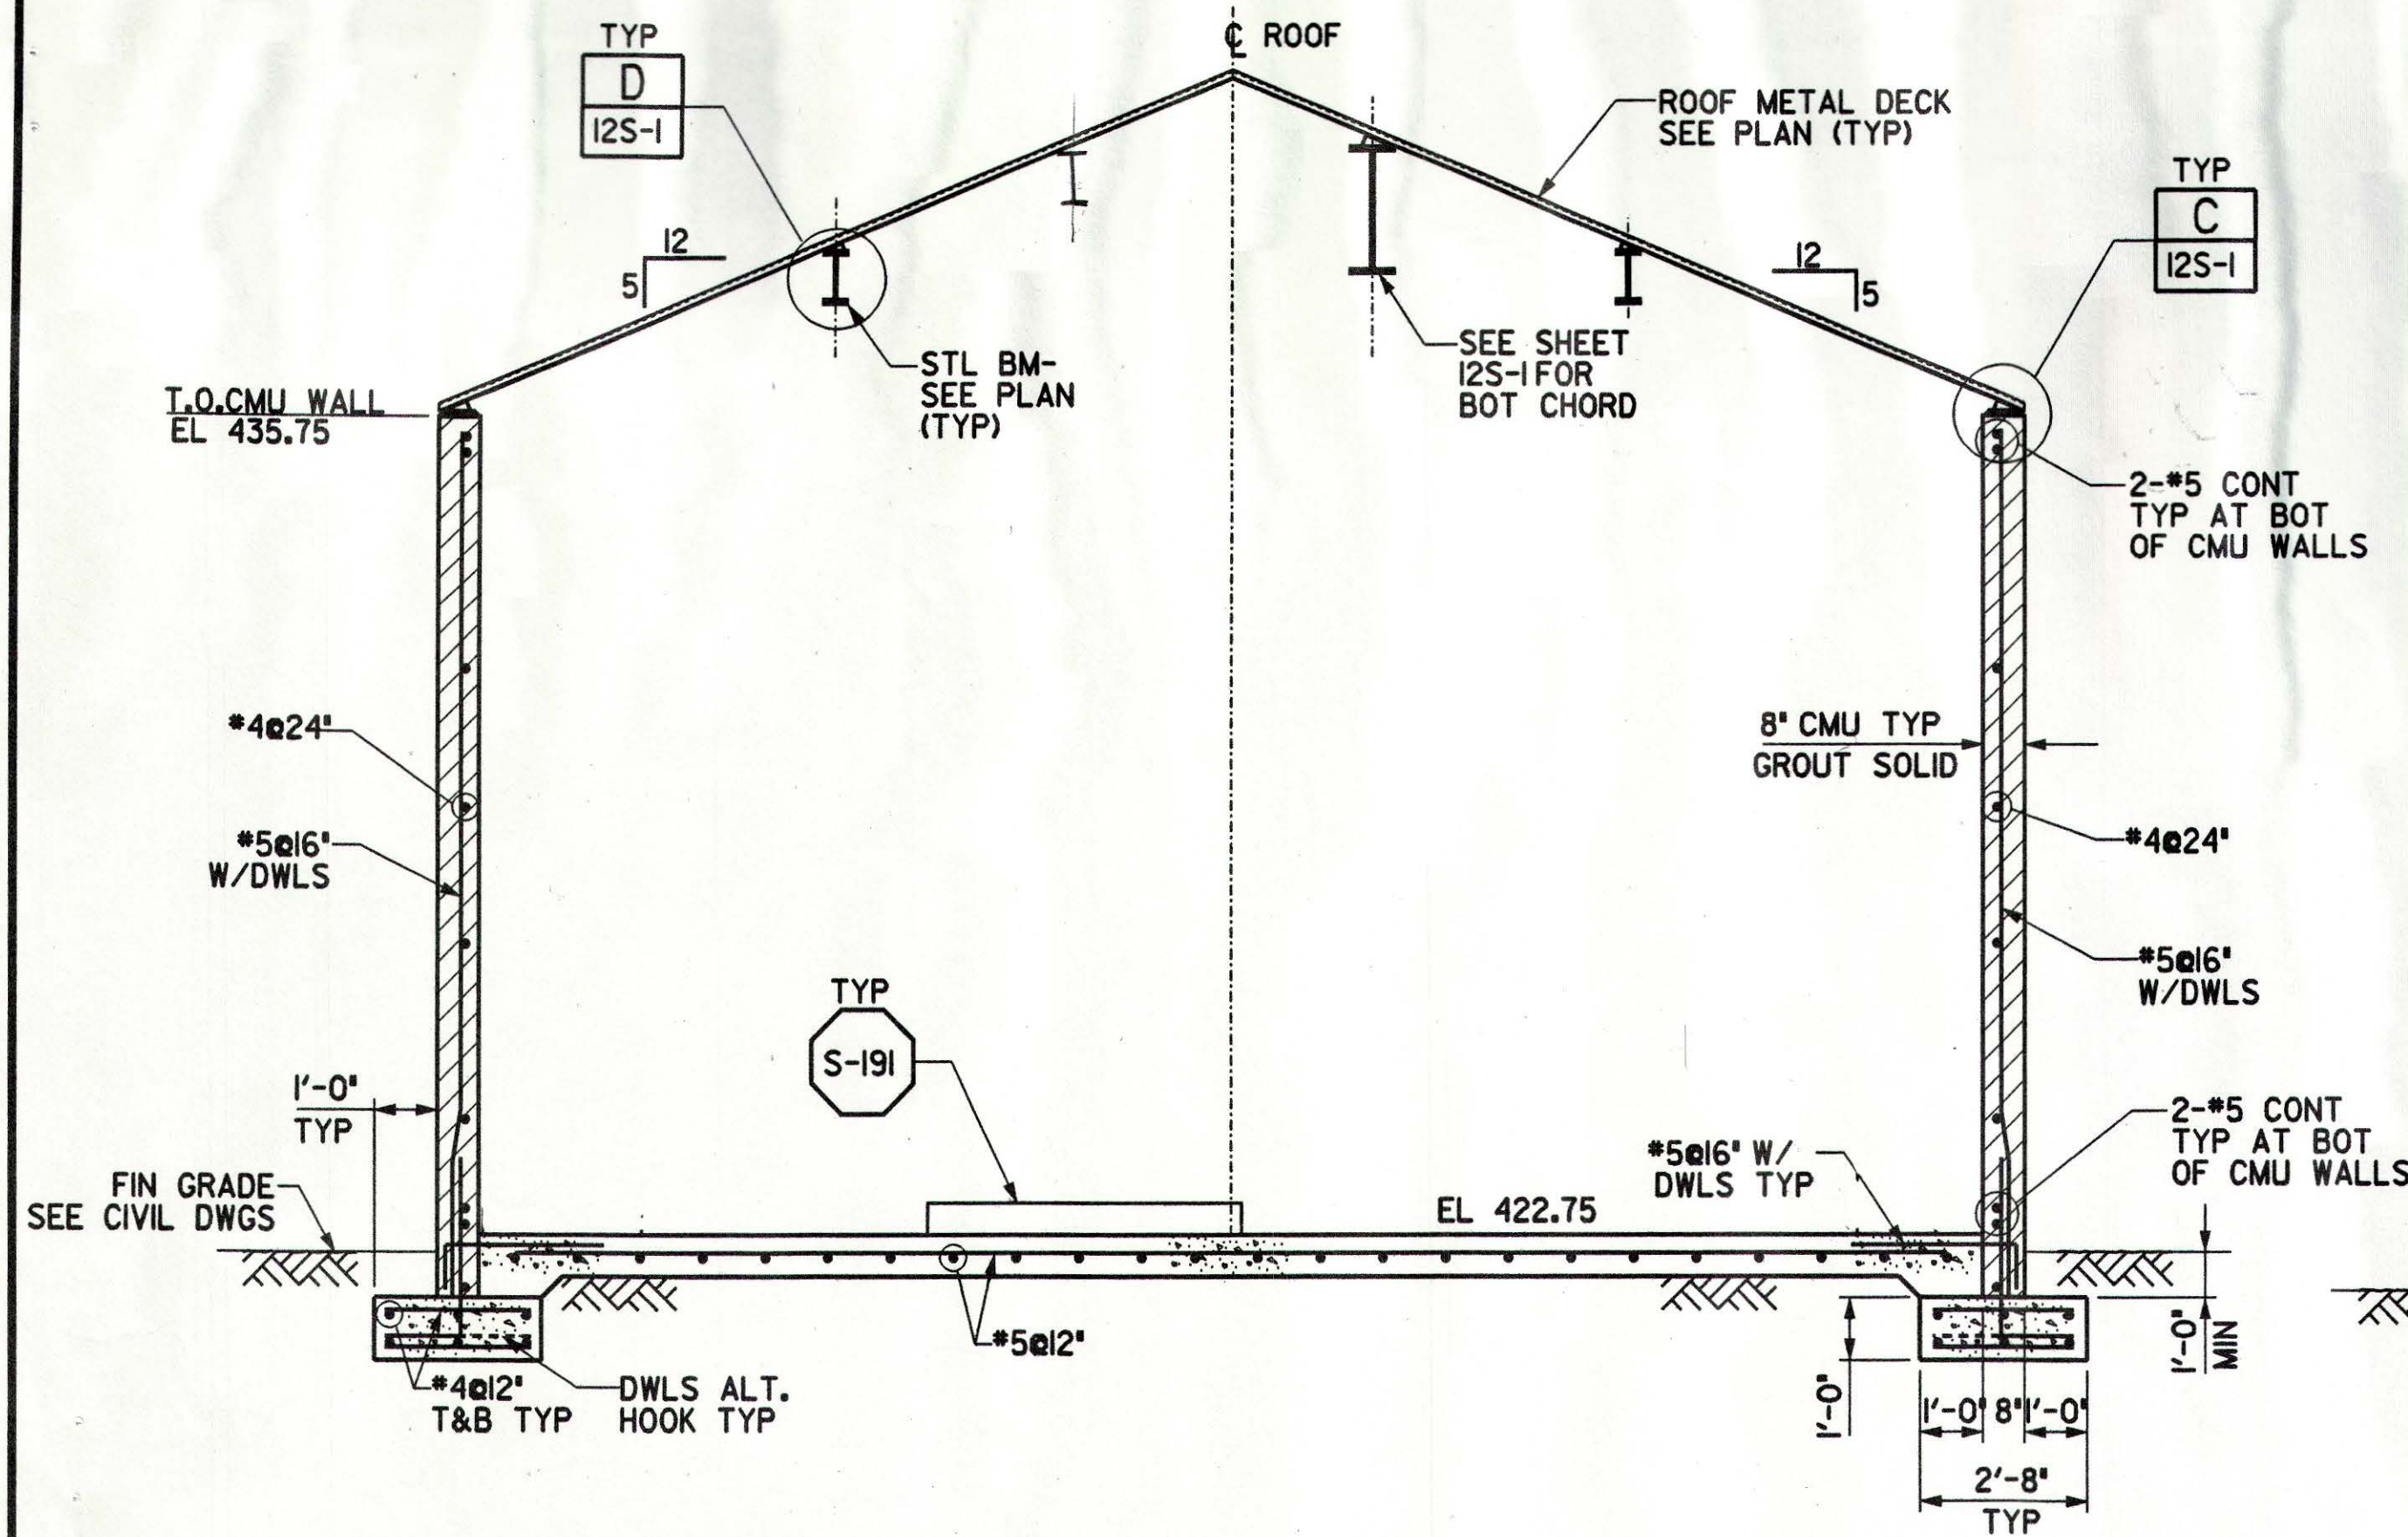 ℄ ROOF
TYP
D
12S-1
ROOF METAL DECK
SEE PLAN (TYP)
TYP
C
12S-1
12
5
12
5
STL BM-
SEE PLAN
(TYP)
SEE SHEET
12S-1 FOR
BOT CHORD
T.O.CMU WALL
EL 435.75
2-#5 CONT
TYP AT BOT
OF CMU WALLS
#4@24"
8" CMU TYP
GROUT SOLID
#5@16"
W/DWLS
#4@24"
#5@16"
W/DWLS
TYP
S-191
1'-0"
TYP
2-#5 CONT
TYP AT BOT
OF CMU WALLS
#5@16" W/
DWLS TYP
FIN GRADE
SEE CIVIL DWGS
EL 422.75
#5@12"
#4@12"
T&B TYP
DWLS ALT.
HOOK TYP
1'-0"
1'-0"
MIN
1'-0" 8" 1'-0"
2'-8"
TYP